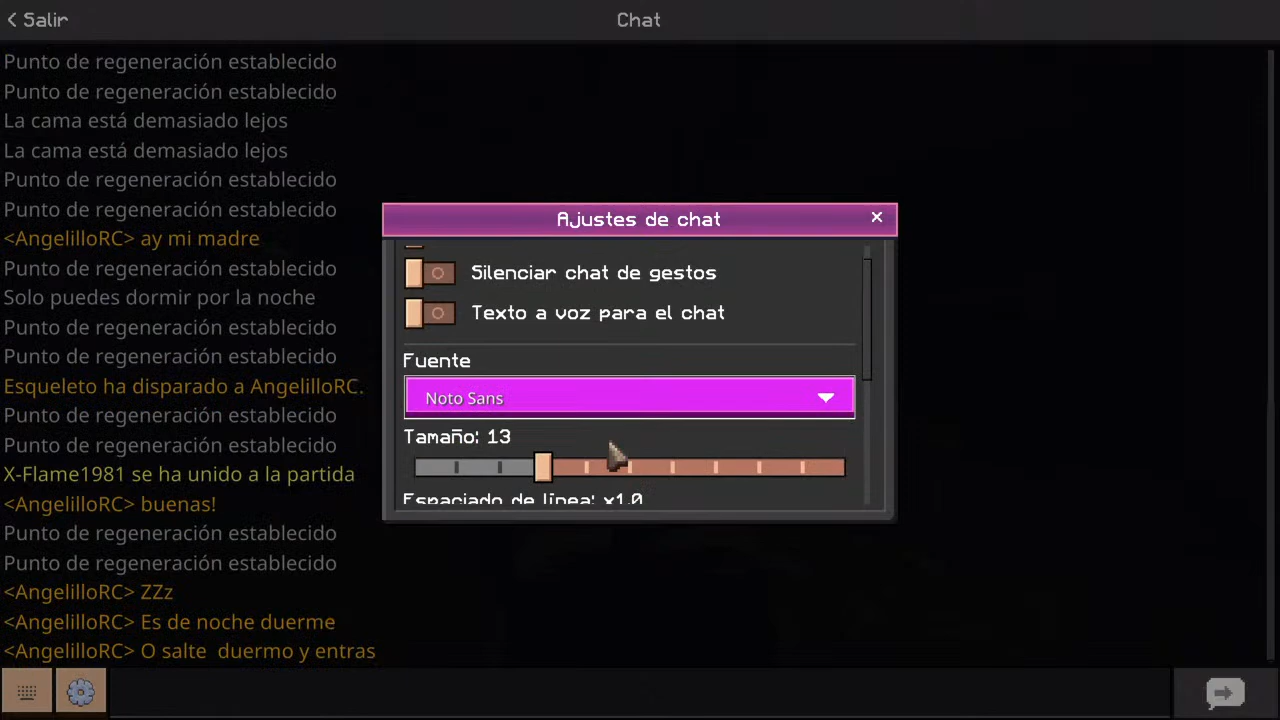 Salir
Chat
Punto de regeneración establecido
Punto de regeneración establecido
La cama está demasiado lejos
La cama está demasiado lejos
Punto de regeneración establecido
Punto de regeneración establecido
<AngelilloRC> ay mi madre
Punto de regeneración establecido
Solo puedes dormir por la noche
Punto de regeneración establecido
Punto de regeneración establecido
Esqueleto ha disparado a AngelilloRC.
Punto de regeneración establecido
Punto de regeneración establecido
X-Flame1981 se ha unido a la partida
<AngelilloRC> buenas!
Punto de regeneración establecido
Punto de regeneración establecido
<AngelilloRC> ZZz
<AngelilloRC> Es de noche duerme
<AngelilloRC> O salte  duermo y entras
Ajustes de chat
Silenciar chat de gestos
Texto a voz para el chat
Fuente
Noto Sans
Tamaño: 13
Espaciado de línea: x1.0